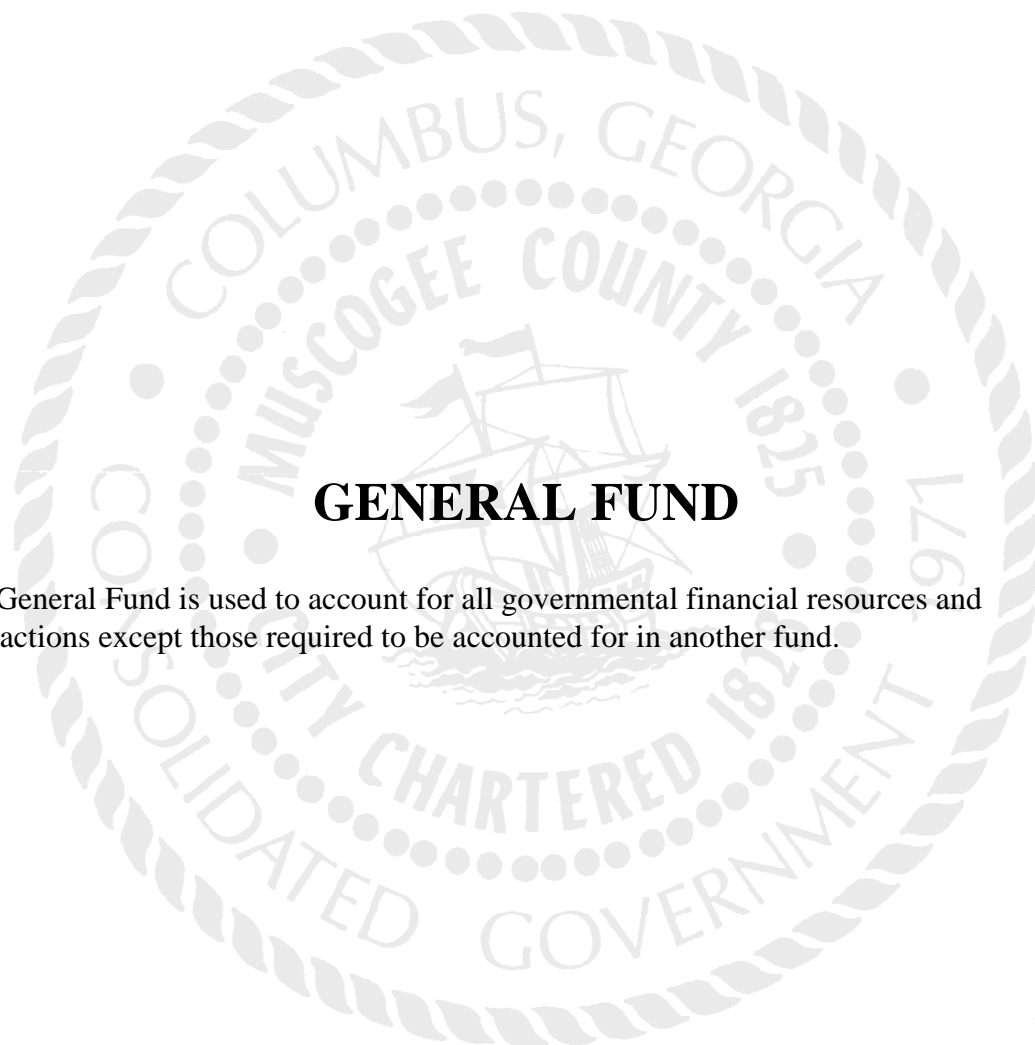 COLUMBUS, GEORGIA
MUSCOGEE COUNTY 1825
GENERAL FUND
General Fund is used to account for all governmental financial resources and
actions except those required to be accounted for in another fund.
CITY CHARTERED 1828
CONSOLIDATED GOVERNMENT 1971